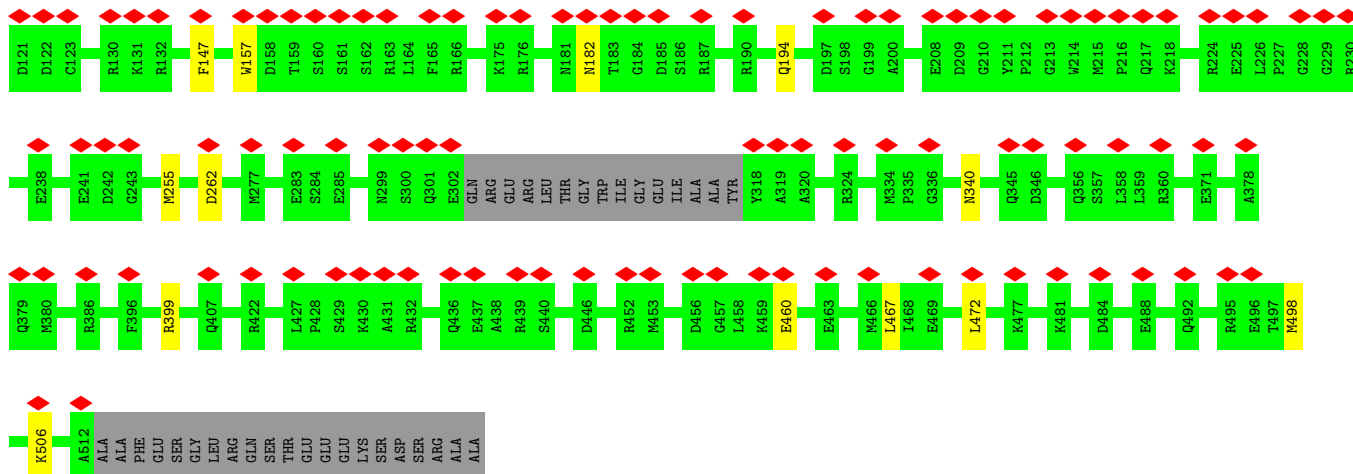 D121 D122 C123 R130 K131 R132 F147 W157 D158 T159 S160 S161 S162 R163 L164 F165 R166 K175 R176 N181 N182 T183 G184 D185 S186 R187 R190 Q194 D197 S198 G199 A200 E208 D209 G210 Y211 P212 G213 W214 M215 P216 Q217 K218 R224 E225 L226 P227 G228 G229 R230
E238 E241 D242 G243 M255 D262 M277 E283 S284 E285 N299 S300 Q301 E302 GLN ARG GLU ARG LEU THR GLY TRP ILE GLY GLU ILE ALA ALA TYR Y318 A319 A320 R324 M334 P335 G336 N340 Q345 D346 Q356 S357 L358 L359 R360 E371 A378
Q379 M380 R386 F396 R399 Q407 R422 L427 P428 S429 K430 A431 R432 Q436 E437 A438 R439 S440 D446 R452 M453 D456 G457 L458 K459 E460 E463 M466 L467 I468 E469 L472 K477 K481 D484 E488 Q492 R495 E496 T497 M498
K506 A512 ALA ALA PHE GLU SER GLY LEU ARG GLN SER THR GLU GLU GLU LYS SER ASP SER ARG ALA ALA